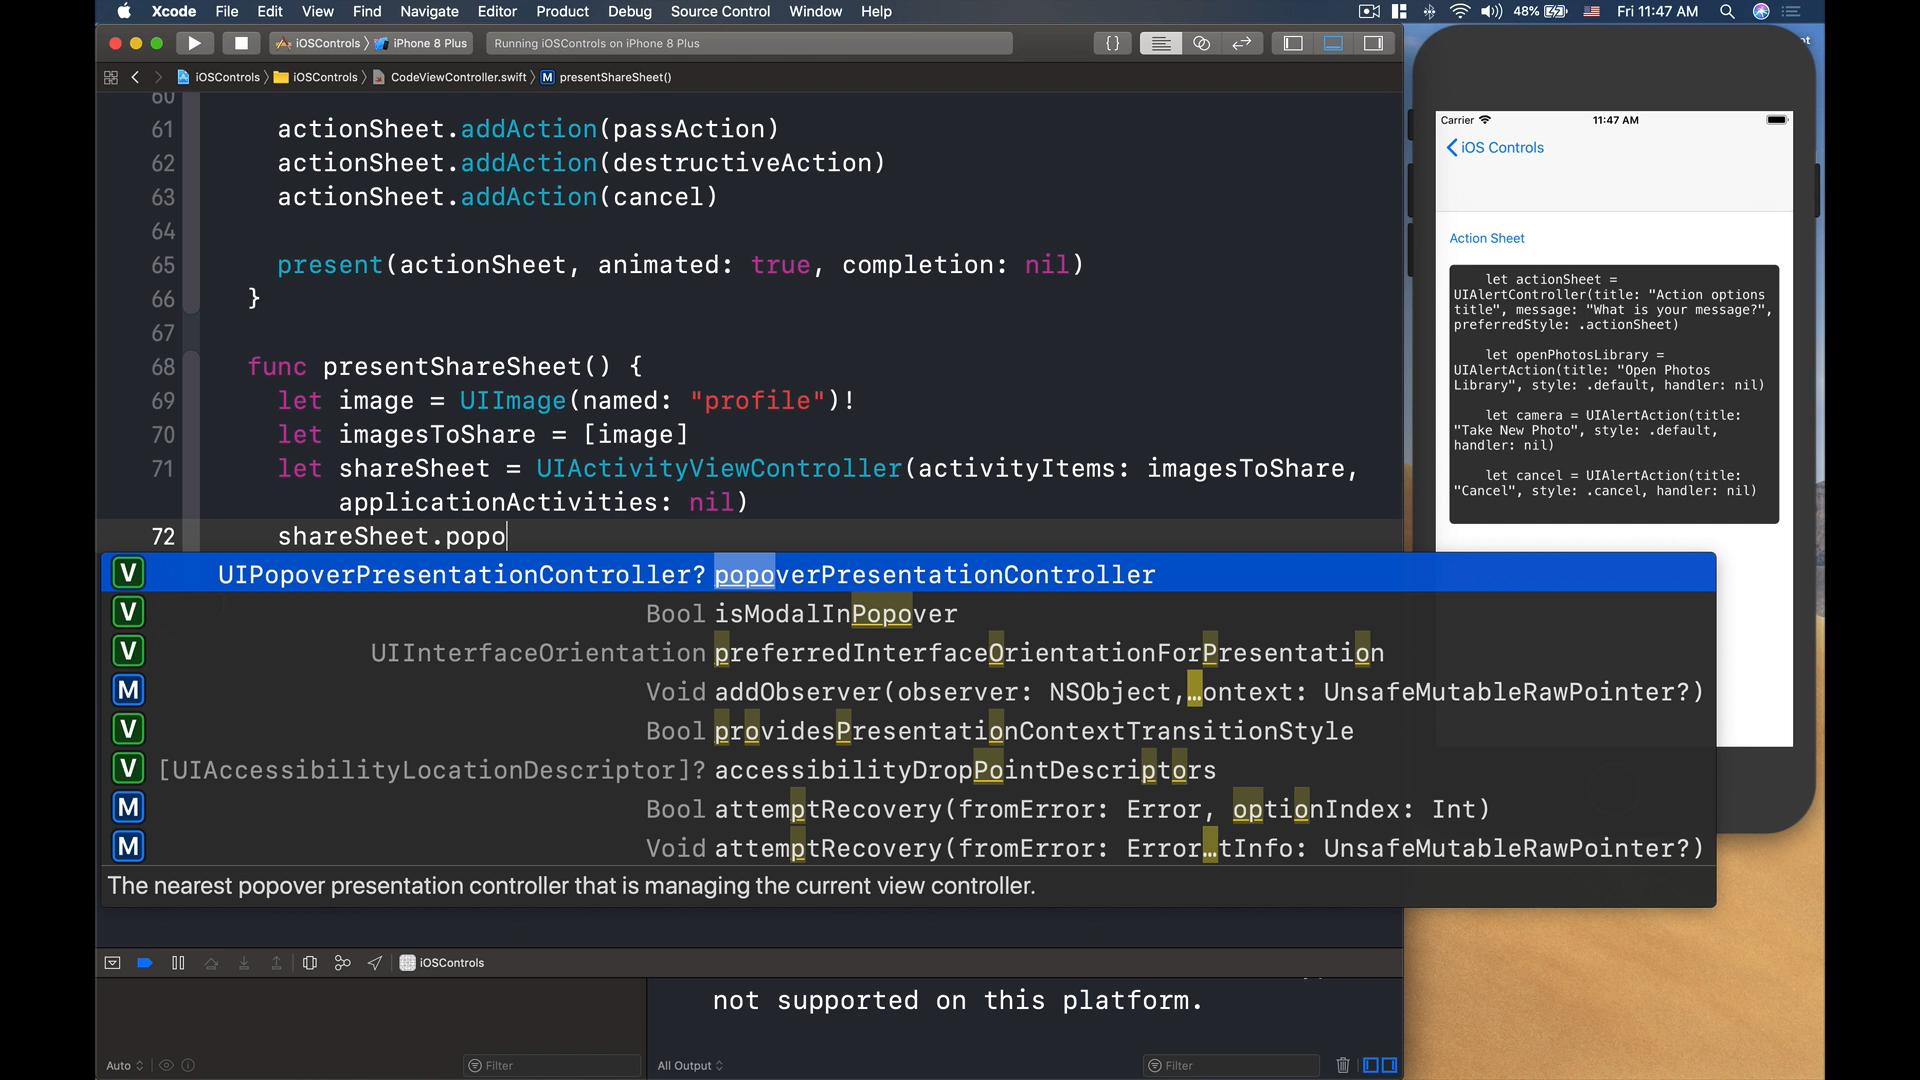 Xcode File Edit View Find Navigate Editor Product Debug Source Control Window Help 48% Fri 11:47 AM
iOSControls iPhone 8 Plus Running iOSControls on iPhone 8 Plus {}
iOSControls iOSControls CodeViewController.swift M presentShareSheet()
60
61 actionSheet.addAction(passAction)
62 actionSheet.addAction(destructiveAction)
63 actionSheet.addAction(cancel)
64
65 present(actionSheet, animated: true, completion: nil)
66 }
67
68 func presentShareSheet() {
69 let image = UIImage(named: "profile")!
70 let imagesToShare = [image]
71 let shareSheet = UIActivityViewController(activityItems: imagesToShare,
applicationActivities: nil)
72 shareSheet.popo
V UIPopoverPresentationController? popoverPresentationController
V Bool isModalInPopover
V UIInterfaceOrientation preferredInterfaceOrientationForPresentation
M Void addObserver(observer: NSObject,…ontext: UnsafeMutableRawPointer?)
V Bool providesPresentationContextTransitionStyle
V [UIAccessibilityLocationDescriptor]? accessibilityDropPointDescriptors
M Bool attemptRecovery(fromError: Error, optionIndex: Int)
M Void attemptRecovery(fromError: Error…tInfo: UnsafeMutableRawPointer?)
The nearest popover presentation controller that is managing the current view controller.
iOSControls
not supported on this platform.
Auto Filter All Output Filter
Carrier 11:47 AM
iOS Controls
Action Sheet
let actionSheet =
UIAlertController(title: "Action options
title", message: "What is your message?",
preferredStyle: .actionSheet)
let openPhotosLibrary =
UIAlertAction(title: "Open Photos
Library", style: .default, handler: nil)
let camera = UIAlertAction(title:
"Take New Photo", style: .default,
handler: nil)
let cancel = UIAlertAction(title:
"Cancel", style: .cancel, handler: nil)